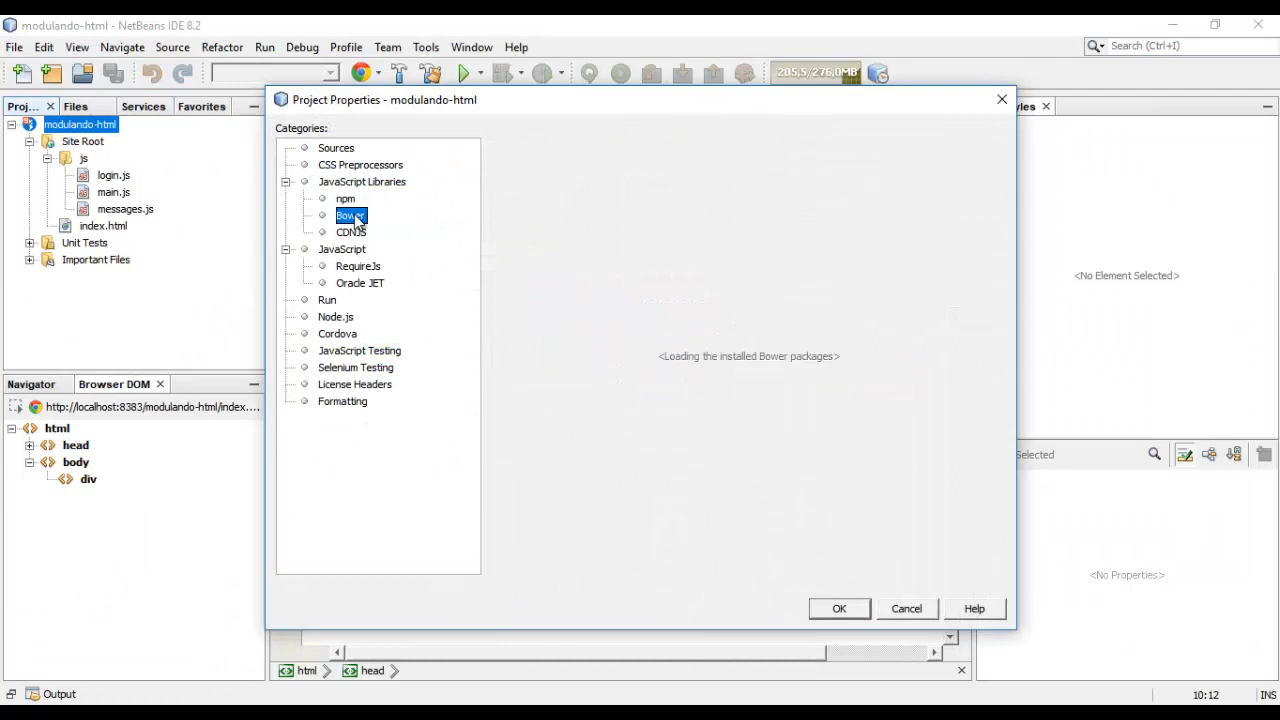 modulando-html - NetBeans IDE 8.2
File Edit View Navigate Source Refactor Run Debug Profile Team Tools Window Help
Search (Ctrl+I)
205,5/276,0MB
Proj... Files Services Favorites
modulando-html
Site Root
js
login.js
main.js
messages.js
index.html
Unit Tests
Important Files
Navigator Browser DOM
http://localhost:8383/modulando-html/index....
html
head
body
div
Project Properties - modulando-html
Categories:
Sources
CSS Preprocessors
JavaScript Libraries
npm
Bower
CDNJS
JavaScript
RequireJs
Oracle JET
Run
Node.js
Cordova
JavaScript Testing
Selenium Testing
License Headers
Formatting
<Loading the installed Bower packages>
OK Cancel Help
yles
<No Element Selected>
Selected
<No Properties>
html head
Output
10:12 INS